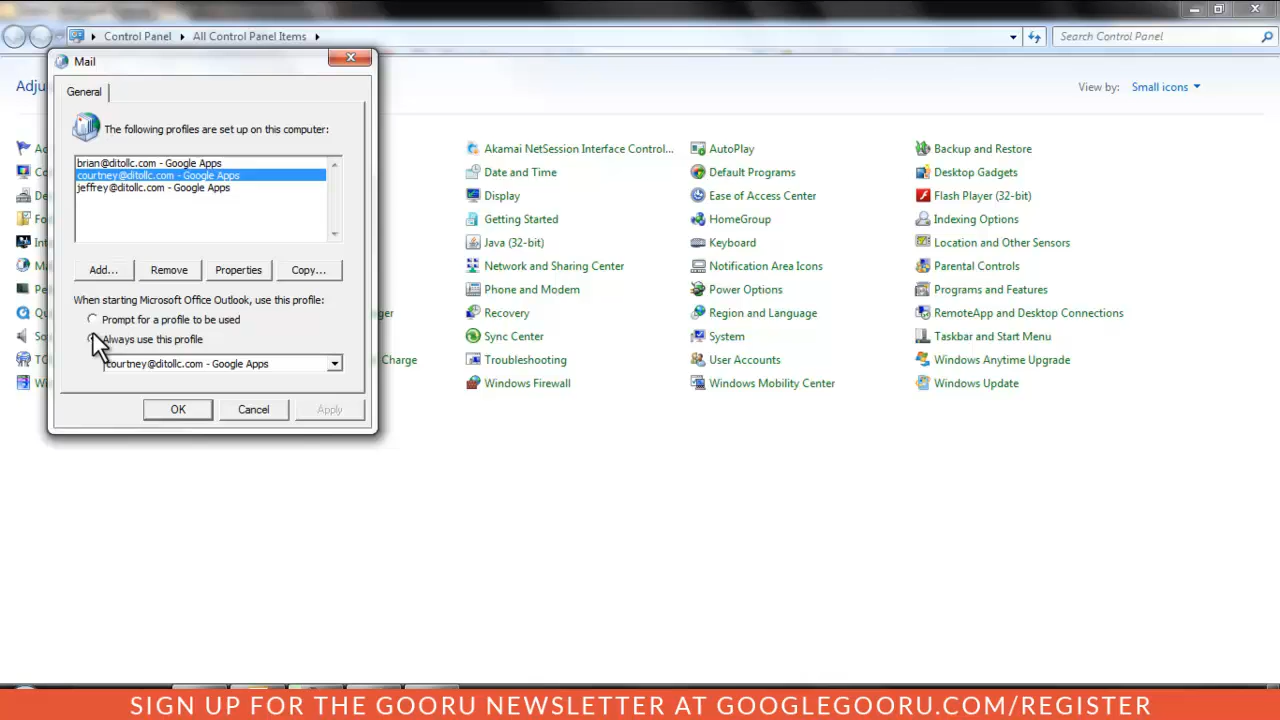 Control Panel
All Control Panel Items
Search Control Panel
Mail
General
The following profiles are set up on this computer:
brian@ditollc.com - Google Apps
courtney@ditollc.com - Google Apps
jeffrey@ditollc.com - Google Apps
Add...
Remove
Properties
Copy...
When starting Microsoft Office Outlook, use this profile:
Prompt for a profile to be used
Always use this profile
courtney@ditollc.com - Google Apps
OK
Cancel
Apply
View by:
Small icons
Akamai NetSession Interface Control...
AutoPlay
Backup and Restore
Date and Time
Default Programs
Desktop Gadgets
Display
Ease of Access Center
Flash Player (32-bit)
Getting Started
HomeGroup
Indexing Options
Java (32-bit)
Keyboard
Location and Other Sensors
Network and Sharing Center
Notification Area Icons
Parental Controls
Phone and Modem
Power Options
Programs and Features
Recovery
Region and Language
RemoteApp and Desktop Connections
Sync Center
System
Taskbar and Start Menu
Charge
Troubleshooting
User Accounts
Windows Anytime Upgrade
Windows Firewall
Windows Mobility Center
Windows Update
SIGN UP FOR THE GOORU NEWSLETTER AT GOOGLEGOORU.COM/REGISTER